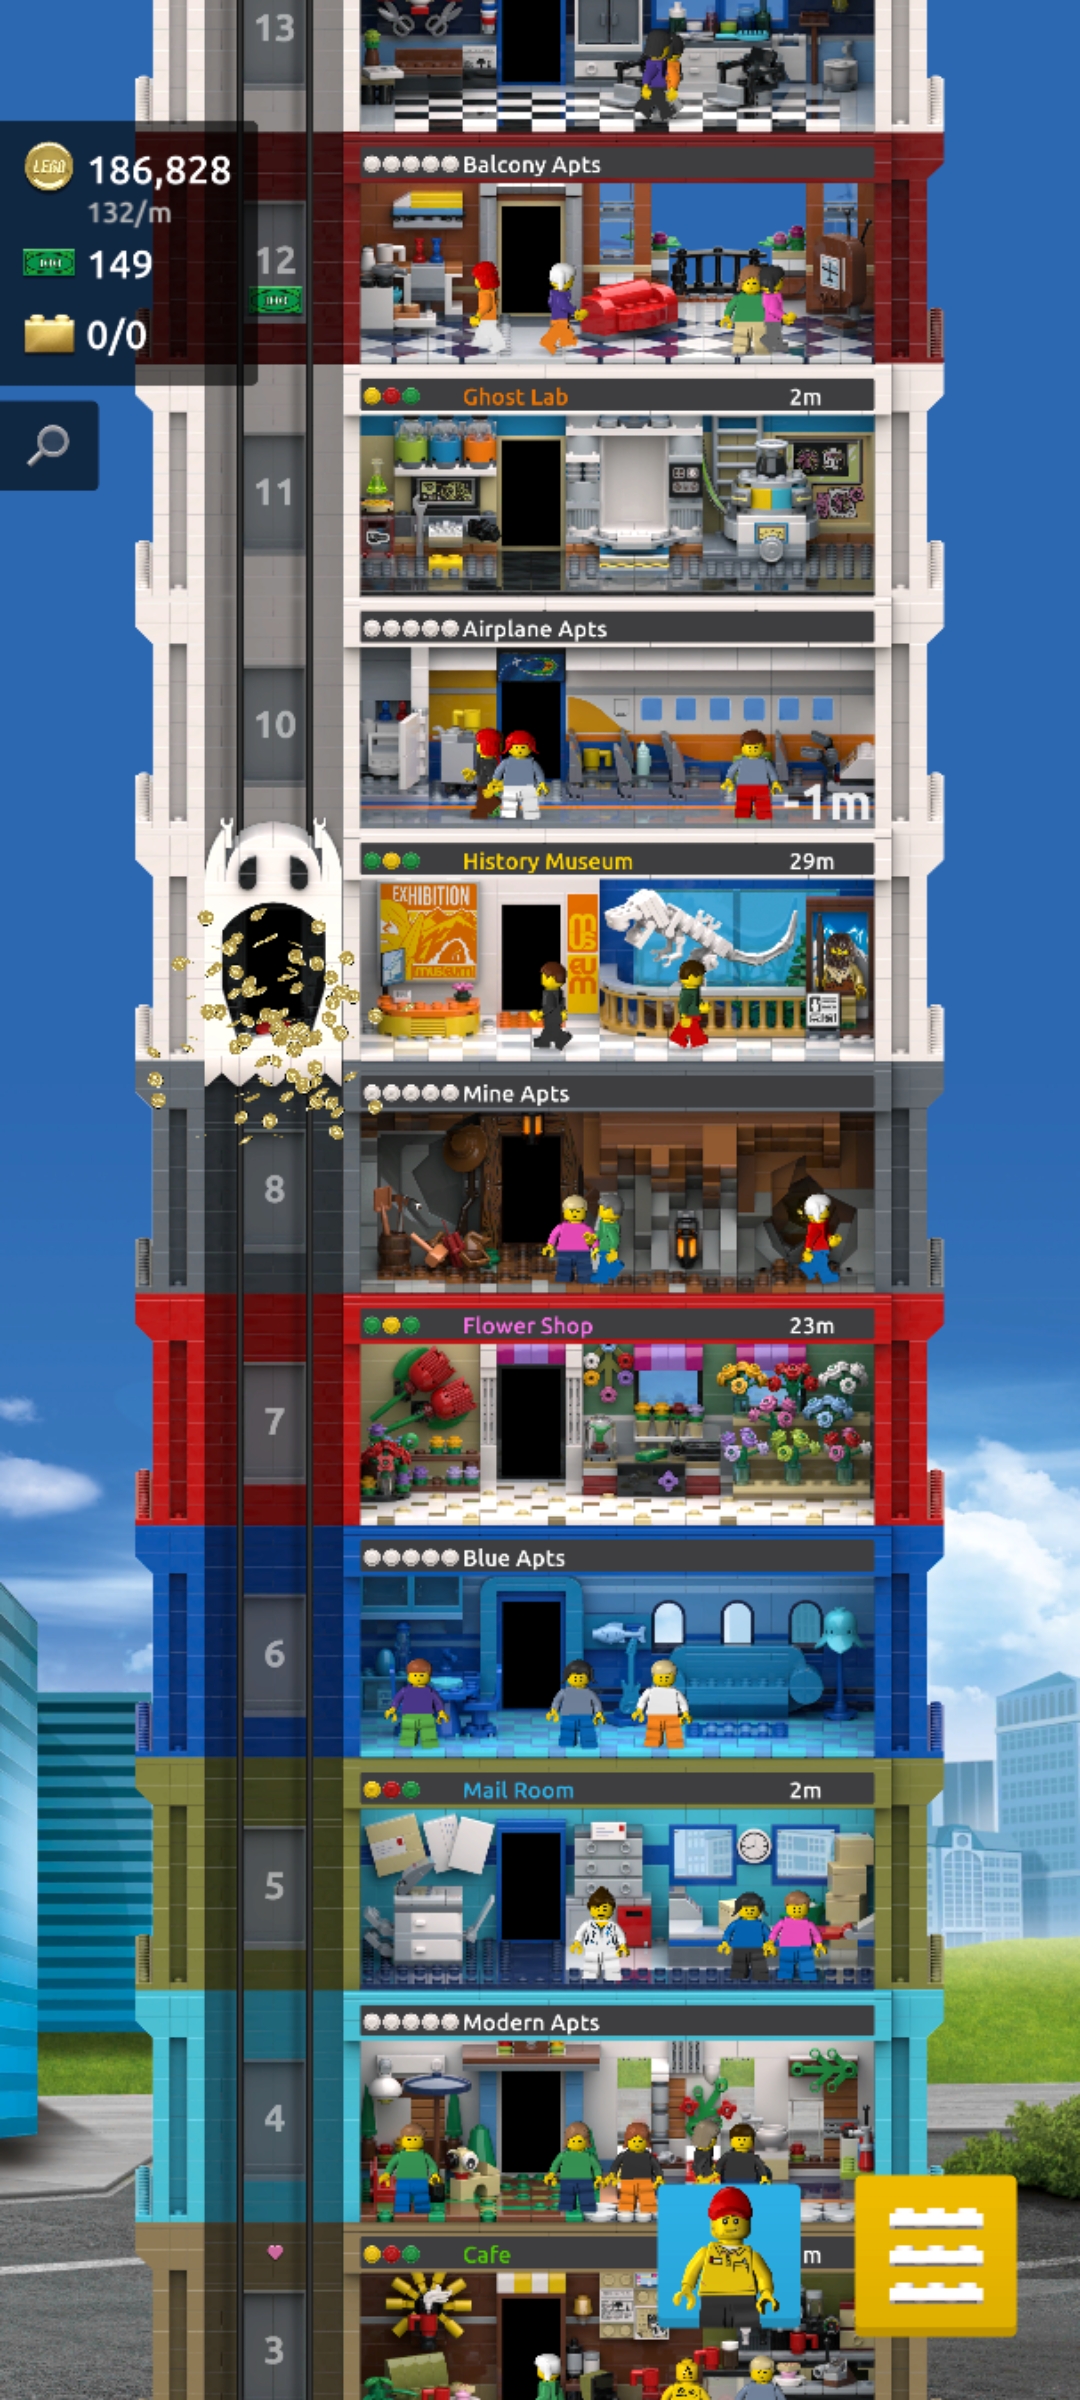 13
LEGO 186,828
132/m
149
0/0
Balcony Apts
12
Ghost Lab 2m
11
Airplane Apts
10
-1m
History Museum 29m
EXHIBITION
museum
Mine Apts
8
Flower Shop 23m
7
Blue Apts
6
Mail Room 2m
5
Modern Apts
4
Cafe m
3